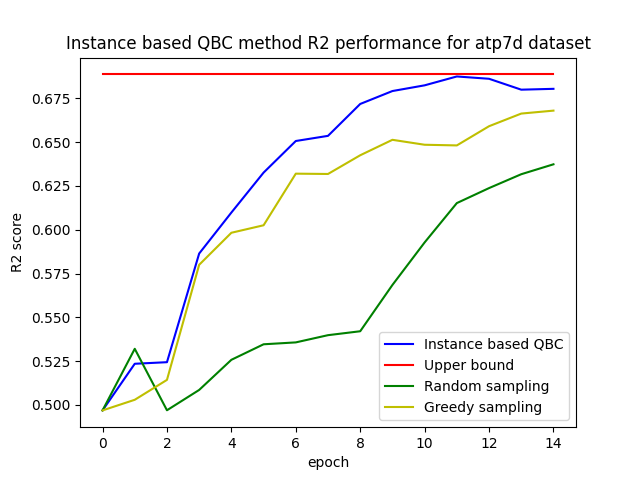 Instance based QBC method R2 performance for atp7d dataset
R2 score
0.675
0.650
0.625
0.600
0.575
0.550
0.525
0.500
Instance based QBC
Upper bound
Random sampling
Greedy sampling
0 2 4 6 8 10 12 14
epoch